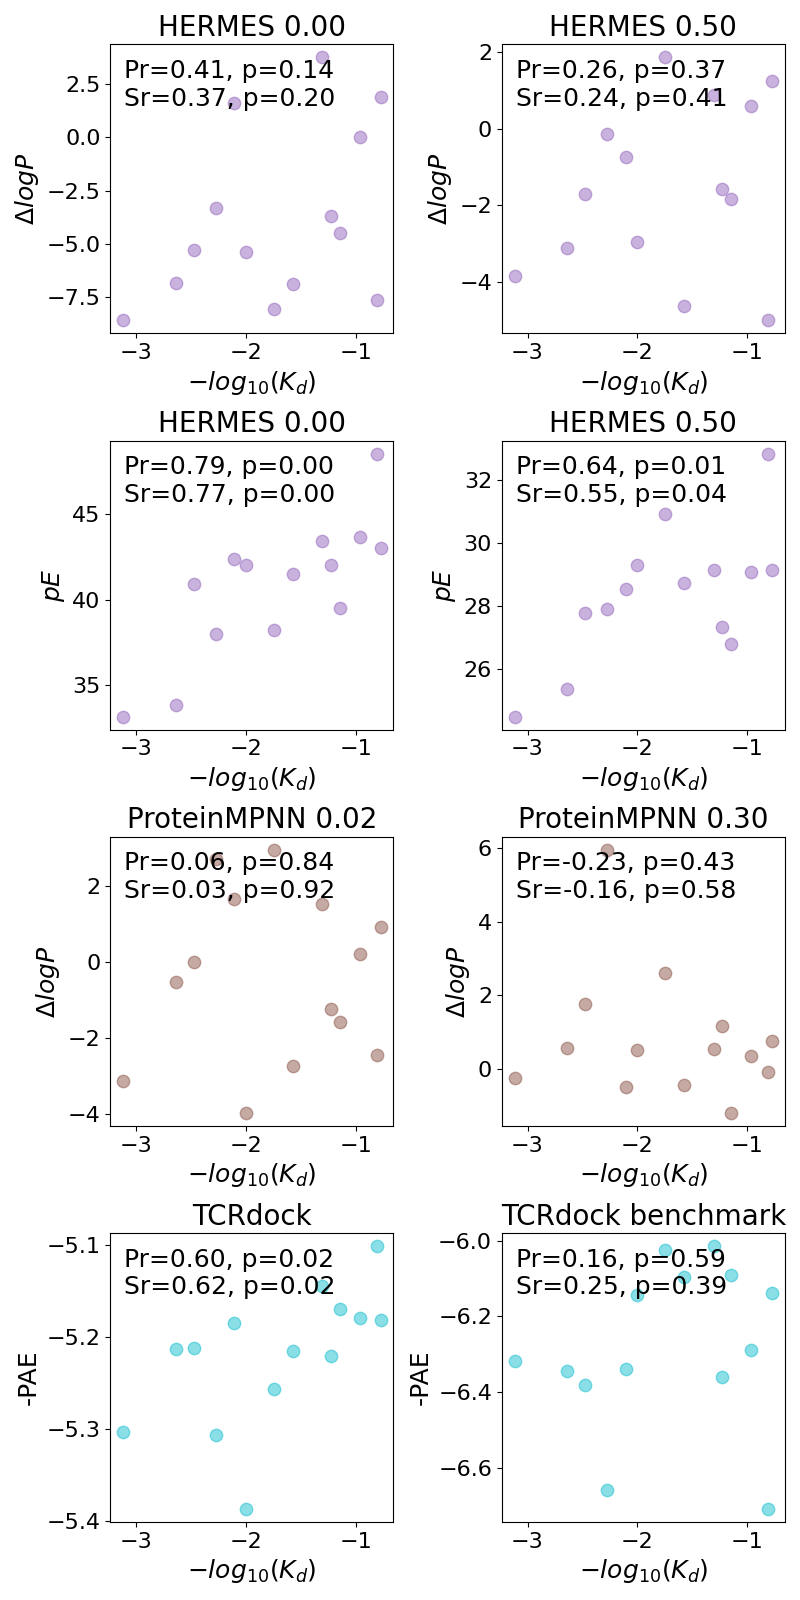 HERMES 0.00
Pr=0.41, p=0.14
Sr=0.37, p=0.20
2.5
0.0
−2.5
−5.0
−7.5
ΔlogP
−3 −2 −1
−log₁₀(K_d)
HERMES 0.50
Pr=0.26, p=0.37
Sr=0.24, p=0.41
2
0
−2
−4
ΔlogP
−3 −2 −1
−log₁₀(K_d)
HERMES 0.00
Pr=0.79, p=0.00
Sr=0.77, p=0.00
45
40
35
pE
−3 −2 −1
−log₁₀(K_d)
HERMES 0.50
Pr=0.64, p=0.01
Sr=0.55, p=0.04
32
30
28
26
pE
−3 −2 −1
−log₁₀(K_d)
ProteinMPNN 0.02
Pr=0.06, p=0.84
Sr=0.03, p=0.92
2
0
−2
−4
ΔlogP
−3 −2 −1
−log₁₀(K_d)
ProteinMPNN 0.30
Pr=-0.23, p=0.43
Sr=-0.16, p=0.58
6
4
2
0
ΔlogP
−3 −2 −1
−log₁₀(K_d)
TCRdock
Pr=0.60, p=0.02
Sr=0.62, p=0.02
−5.1
−5.2
−5.3
−5.4
-PAE
−3 −2 −1
−log₁₀(K_d)
TCRdock benchmark
Pr=0.16, p=0.59
Sr=0.25, p=0.39
−6.0
−6.2
−6.4
−6.6
-PAE
−3 −2 −1
−log₁₀(K_d)